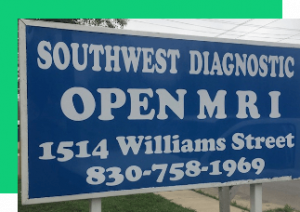 SOUTHWEST DIAGNOSTIC
OPEN M R I
1514 Williams Street
830-758-1969